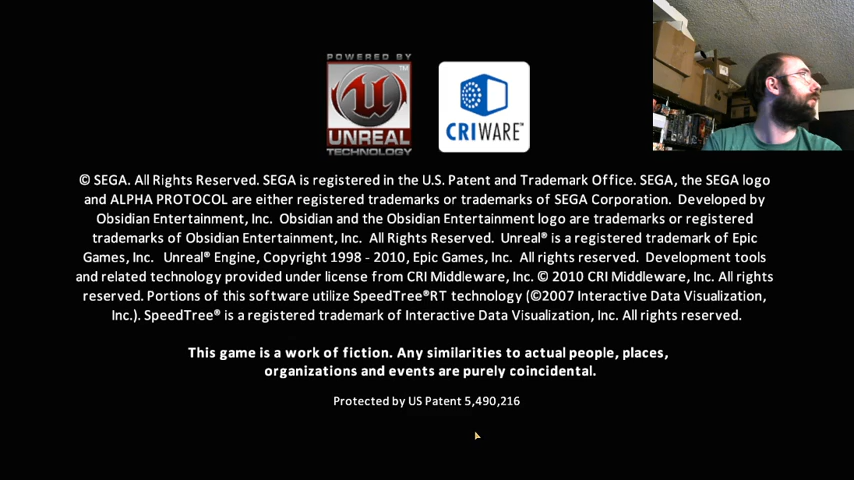 POWERED BY
UNREAL
TECHNOLOGY
™
CRIWARE™
© SEGA. All Rights Reserved. SEGA is registered in the U.S. Patent and Trademark Office. SEGA, the SEGA logo
and ALPHA PROTOCOL are either registered trademarks or trademarks of SEGA Corporation.  Developed by
Obsidian Entertainment, Inc.  Obsidian and the Obsidian Entertainment logo are trademarks or registered
trademarks of Obsidian Entertainment, Inc.  All Rights Reserved.  Unreal® is a registered trademark of Epic
Games, Inc.   Unreal® Engine, Copyright 1998 - 2010, Epic Games, Inc.  All rights reserved.  Development tools
and related technology provided under license from CRI Middleware, Inc. © 2010 CRI Middleware, Inc. All rights
reserved. Portions of this software utilize SpeedTree®RT technology (©2007 Interactive Data Visualization,
Inc.). SpeedTree® is a registered trademark of Interactive Data Visualization, Inc. All rights reserved.
This game is a work of fiction. Any similarities to actual people, places,
organizations and events are purely coincidental.
Protected by US Patent 5,490,216